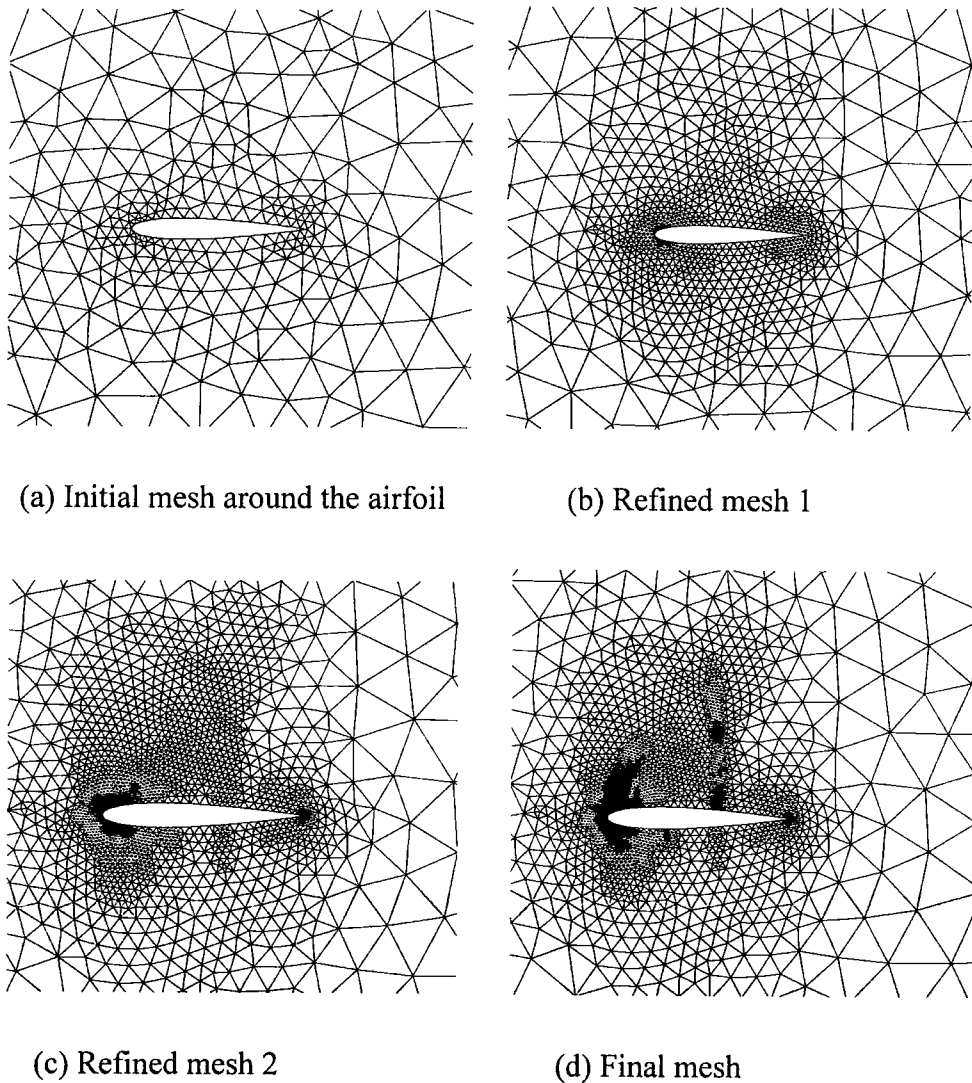 (a) Initial mesh around the airfoil
(b) Refined mesh 1
(c) Refined mesh 2
(d) Final mesh